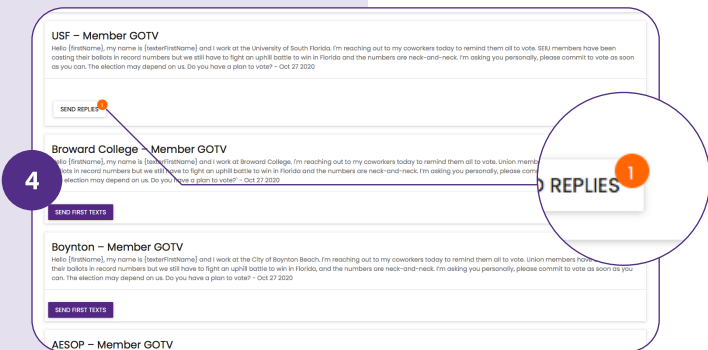 USF – Member GOTV
Hello {firstName}, my name is {texterFirstName} and I work at the University of South Florida. I'm reaching out to my coworkers today to remind them all to vote. SEIU members have been
casting their ballots in record numbers but we still have to fight an uphill battle to win in Florida and the numbers are neck-and-neck. I'm asking you personally, please commit to vote as soon
as you can. The election may depend on us. Do you have a plan to vote? - Oct 27 2020
SEND REPLIES 1
Broward College – Member GOTV
Hello {firstName}, my name is {texterFirstName} and I work at Broward College. I'm reaching out to my coworkers today to remind them all to vote. Union memb
ballots in record numbers but we still have to fight an uphill battle to win in Florida and the numbers are neck-and-neck. I'm asking you personally, please com
election may depend on us. Do you have a plan to vote?' - Oct 27 2020
4
REPLIES 1
SEND FIRST TEXTS
Boynton – Member GOTV
Hello {firstName}, my name is {texterFirstName} and I work at the City of Boynton Beach. I'm reaching out to my coworkers today to remind them all to vote. Union members have
their ballots in record numbers but we still have to fight an uphill battle to win in Florida, and the numbers are neck-and-neck. I'm asking you personally, please commit to vote as soon as you
can. The election may depend on us. Do you have a plan to vote? - Oct 27 2020
SEND FIRST TEXTS
AESOP – Member GOTV